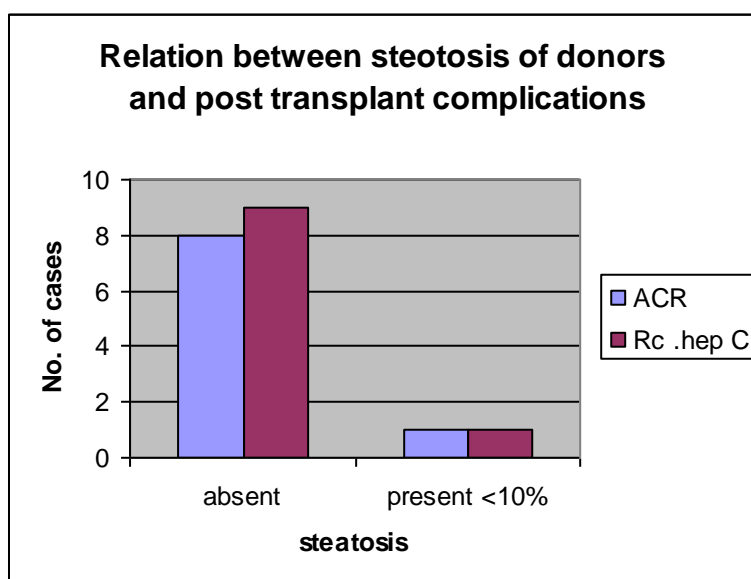 Relation between steotosis of donors
and post transplant complications
No. of cases
10
8
6
4
2
0
absent
present <10%
steatosis
ACR
Rc .hep C